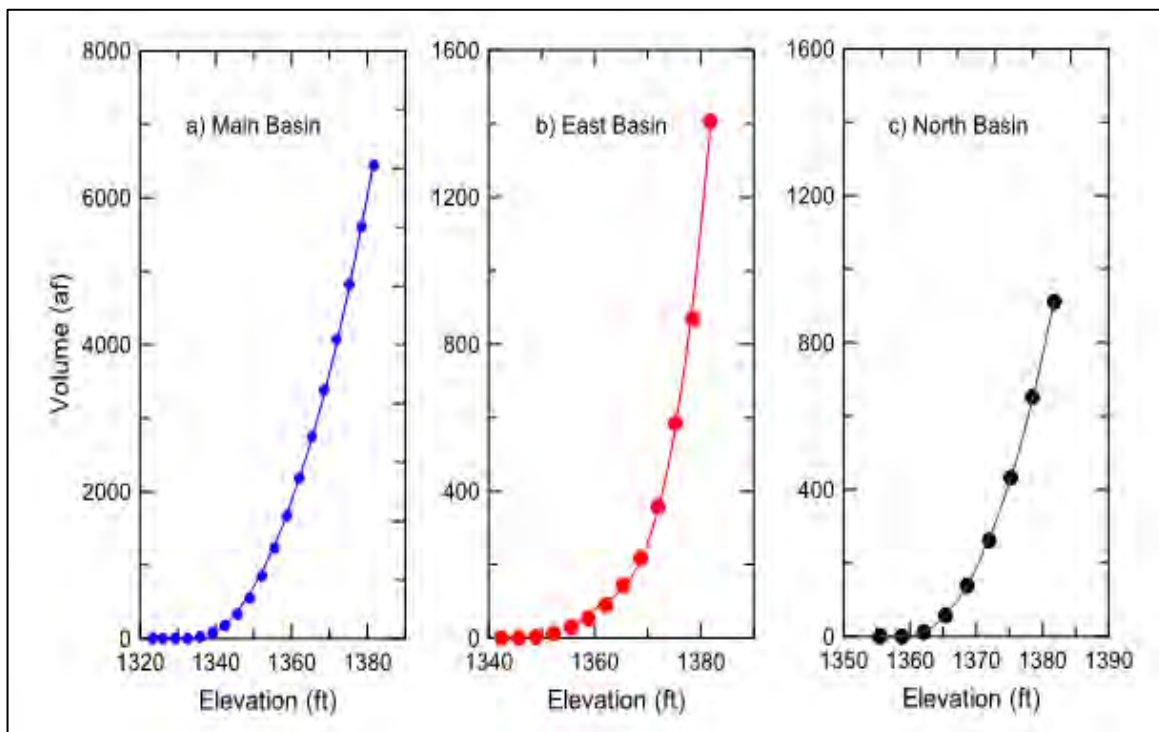 8000
6000
4000
2000
0
1320 1340 1360 1380
Volume (af)
Elevation (ft)
a) Main Basin
1600
1200
800
400
0
1340 1360 1380
Elevation (ft)
b) East Basin
1600
1200
800
400
0
1350 1360 1370 1380 1390
Elevation (ft)
c) North Basin